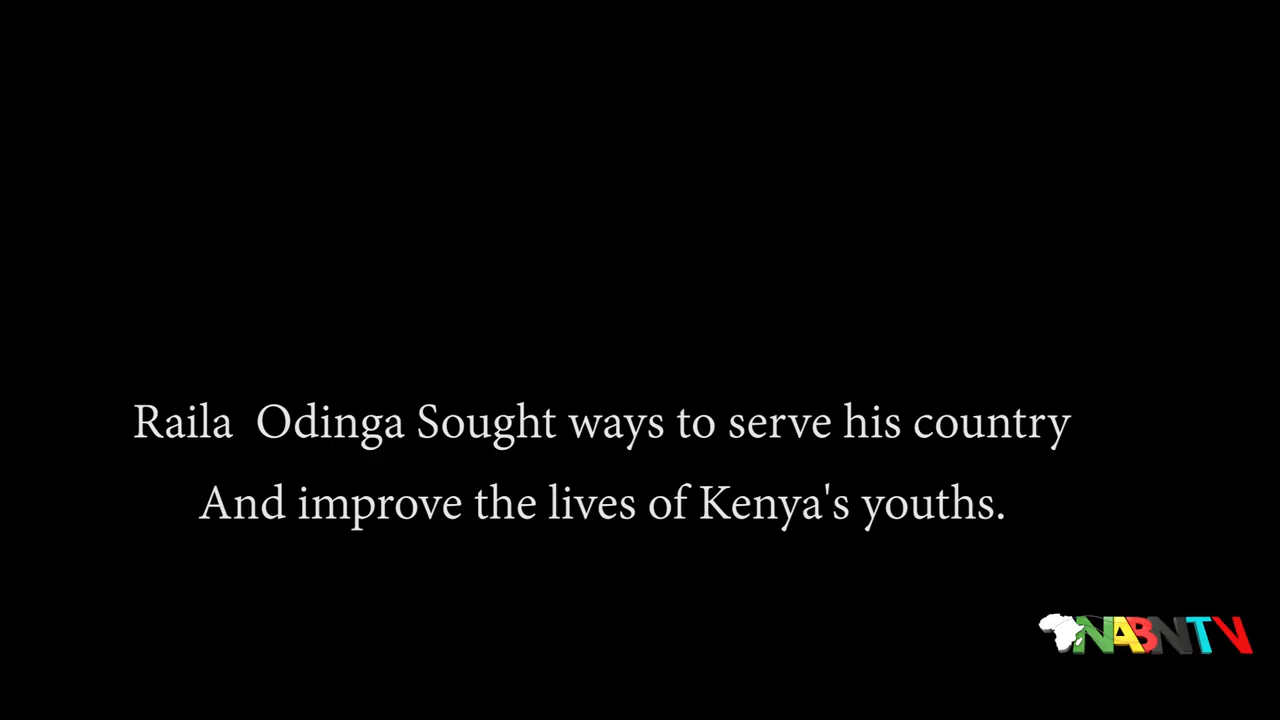 Raila  Odinga Sought ways to serve his country
And improve the lives of Kenya's youths.
NABNTV